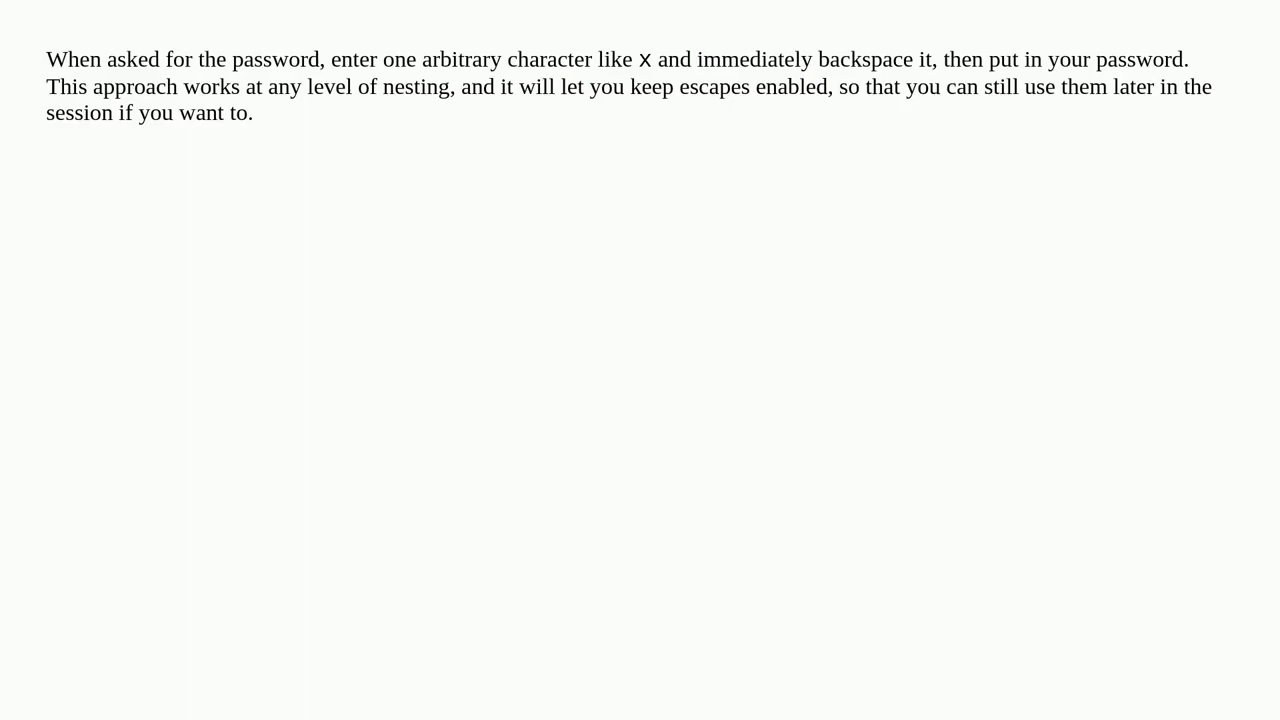 When asked for the password, enter one arbitrary character like x and immediately backspace it, then put in your password.
This approach works at any level of nesting, and it will let you keep escapes enabled, so that you can still use them later in the
session if you want to.